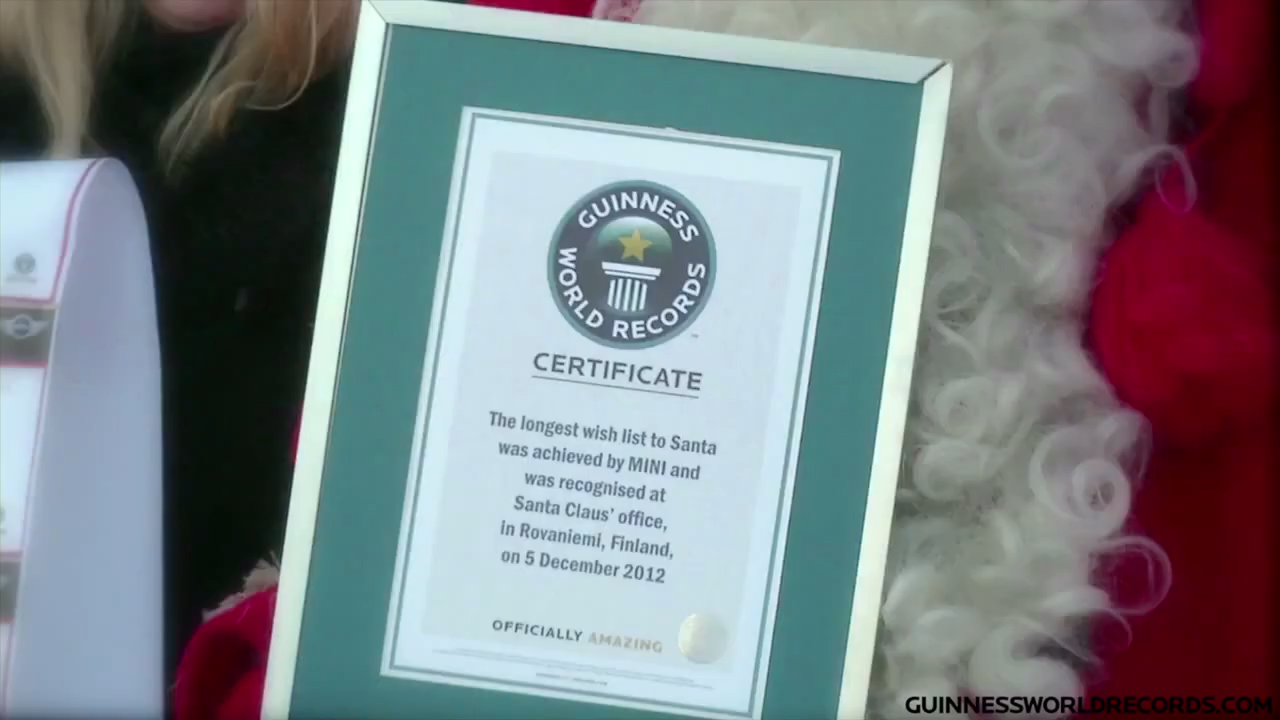 GUINNESS
WORLD RECORDS
CERTIFICATE
The longest wish list to Santa
was achieved by MINI and
was recognised at
Santa Claus' office,
in Rovaniemi, Finland,
on 5 December 2012
OFFICIALLY AMAZING
GUINNESSWORLDRECORDS.COM